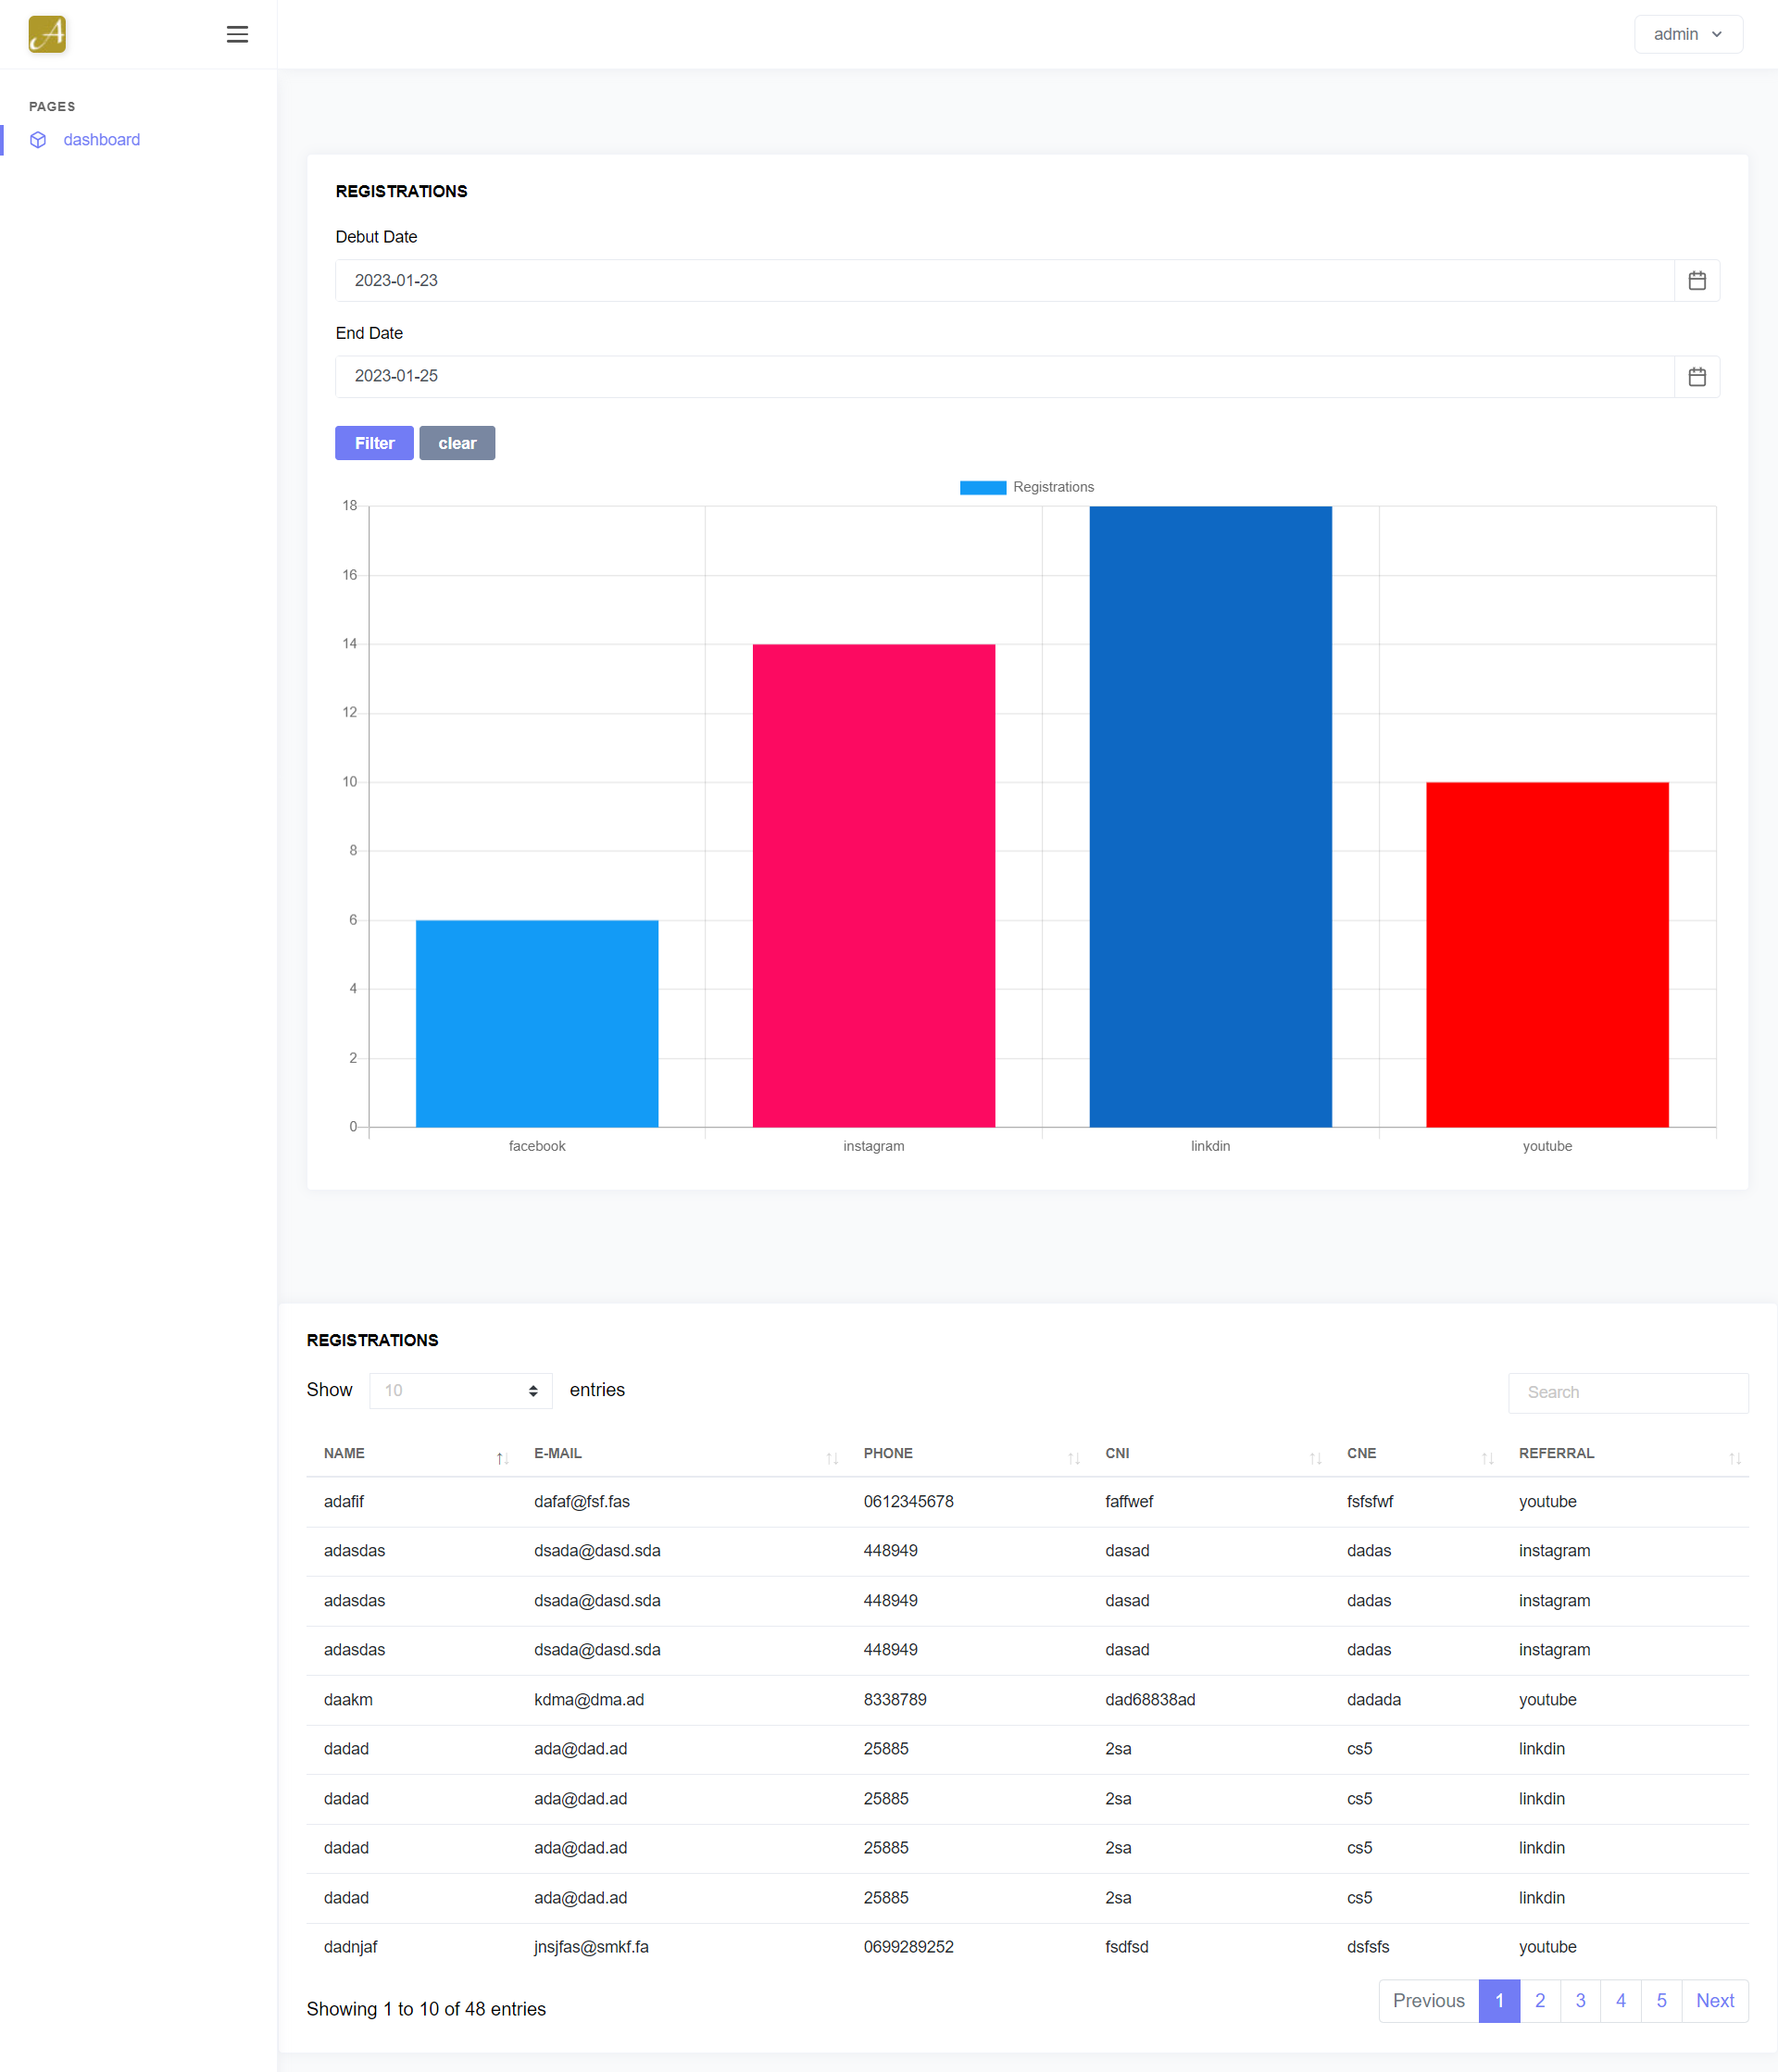 A
admin
PAGES
dashboard
REGISTRATIONS
Debut Date
2023-01-23
End Date
2023-01-25
Filter clear
Registrations
18
16
14
12
10
8
6
4
2
0
facebook instagram linkdin youtube
REGISTRATIONS
Show 10 entries Search
NAME E-MAIL PHONE CNI CNE REFERRAL
adafif dafaf@fsf.fas 0612345678 faffwef fsfsfwf youtube
adasdas dsada@dasd.sda 448949 dasad dadas instagram
adasdas dsada@dasd.sda 448949 dasad dadas instagram
adasdas dsada@dasd.sda 448949 dasad dadas instagram
daakm kdma@dma.ad 8338789 dad68838ad dadada youtube
dadad ada@dad.ad 25885 2sa cs5 linkdin
dadad ada@dad.ad 25885 2sa cs5 linkdin
dadad ada@dad.ad 25885 2sa cs5 linkdin
dadad ada@dad.ad 25885 2sa cs5 linkdin
dadnjaf jnsjfas@smkf.fa 0699289252 fsdfsd dsfsfs youtube
Showing 1 to 10 of 48 entries Previous 1 2 3 4 5 Next